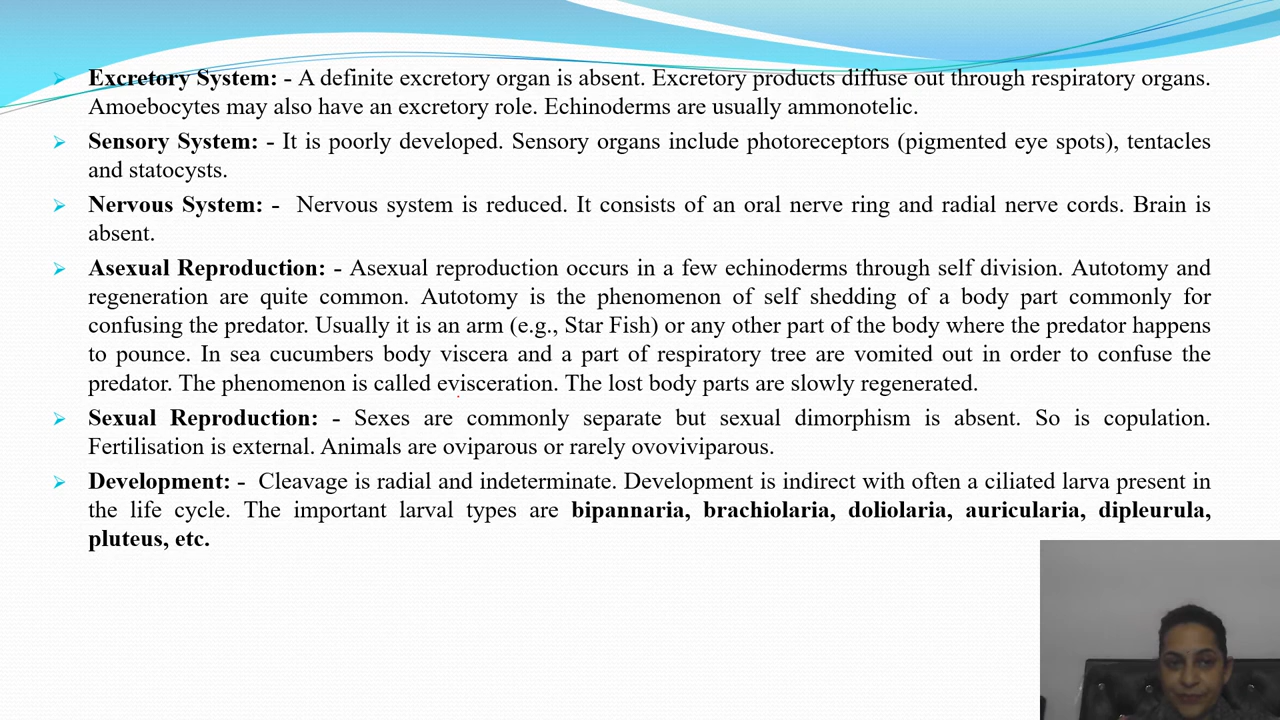 Excretory System: - A definite excretory organ is absent. Excretory products diffuse out through respiratory organs.
Amoebocytes may also have an excretory role. Echinoderms are usually ammonotelic.
Sensory System: - It is poorly developed. Sensory organs include photoreceptors (pigmented eye spots), tentacles
and statocysts.
Nervous System: - Nervous system is reduced. It consists of an oral nerve ring and radial nerve cords. Brain is
absent.
Asexual Reproduction: - Asexual reproduction occurs in a few echinoderms through self division. Autotomy and
regeneration are quite common. Autotomy is the phenomenon of self shedding of a body part commonly for
confusing the predator. Usually it is an arm (e.g., Star Fish) or any other part of the body where the predator happens
to pounce. In sea cucumbers body viscera and a part of respiratory tree are vomited out in order to confuse the
predator. The phenomenon is called evisceration. The lost body parts are slowly regenerated.
Sexual Reproduction: - Sexes are commonly separate but sexual dimorphism is absent. So is copulation.
Fertilisation is external. Animals are oviparous or rarely ovoviviparous.
Development: - Cleavage is radial and indeterminate. Development is indirect with often a ciliated larva present in
the life cycle. The important larval types are bipannaria, brachiolaria, doliolaria, auricularia, dipleurula,
pluteus, etc.